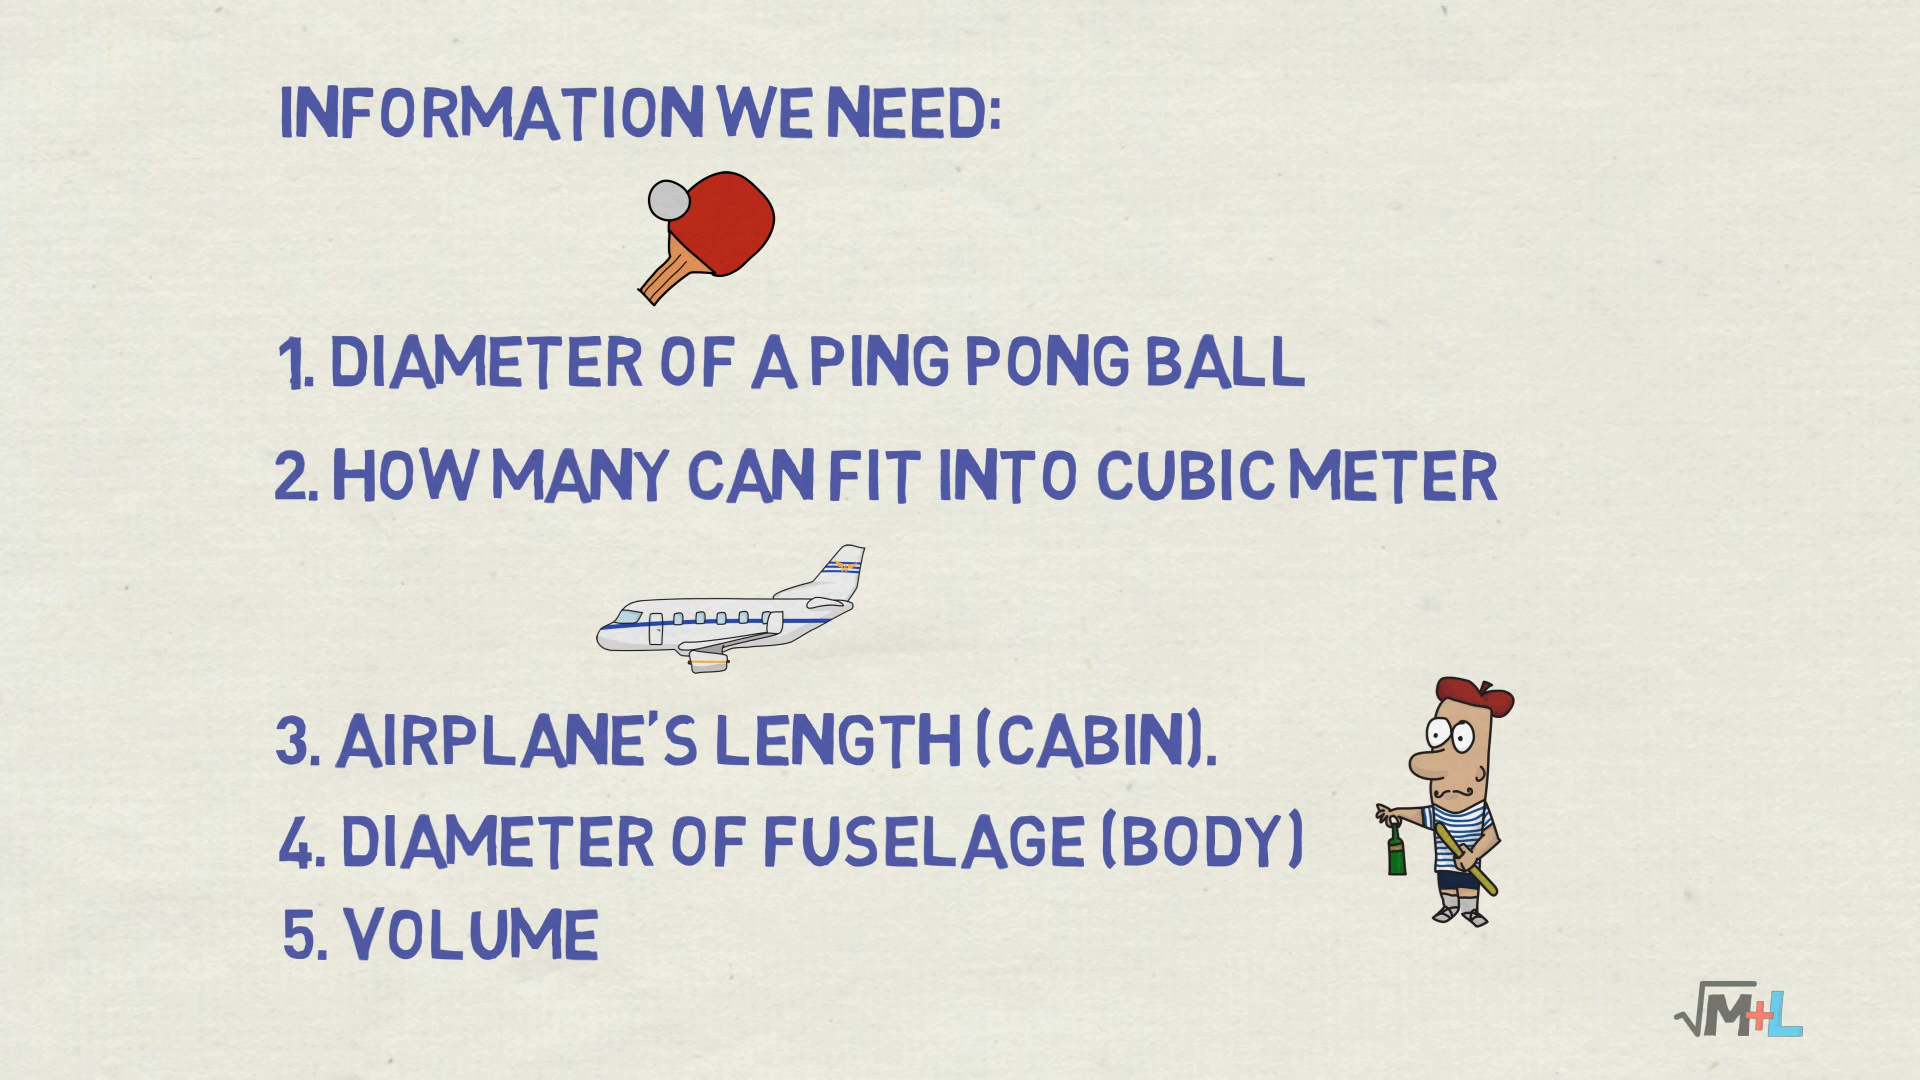 INFORMATION WE NEED:
1. DIAMETER OF A PING PONG BALL
2. HOW MANY CAN FIT INTO CUBIC METER
3. AIRPLANE'S LENGTH (CABIN).
4. DIAMETER OF FUSELAGE (BODY)
5. VOLUME
√M+L